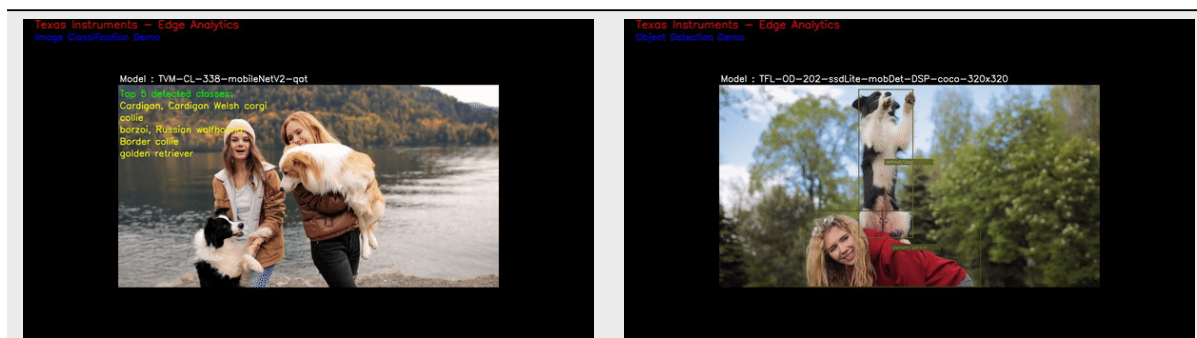 Texas Instruments - Edge Analytics
Image Classification Demo
Model : TVM-CL-338-mobileNetV2-qat
Top 5 detected classes:
Cardigan, Cardigan Welsh corgi
collie
borzoi, Russian wolfhound
Border collie
golden retriever
Texas Instruments - Edge Analytics
Object Detection Demo
Model : TFL-OD-202-ssdLite-mobDet-DSP-coco-320x320